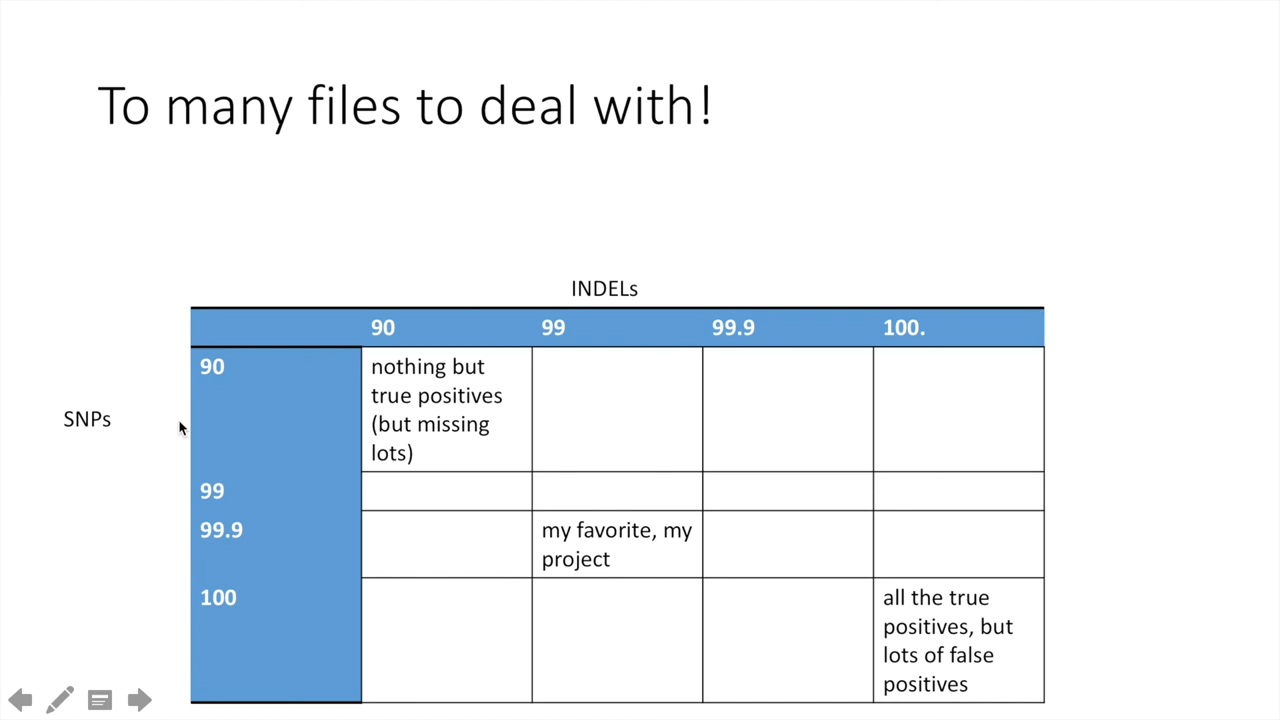 To many files to deal with!
INDELs
90 99 99.9 100.
90
nothing but
true positives
(but missing
lots)
SNPs
99
99.9
my favorite, my
project
100
all the true
positives, but
lots of false
positives